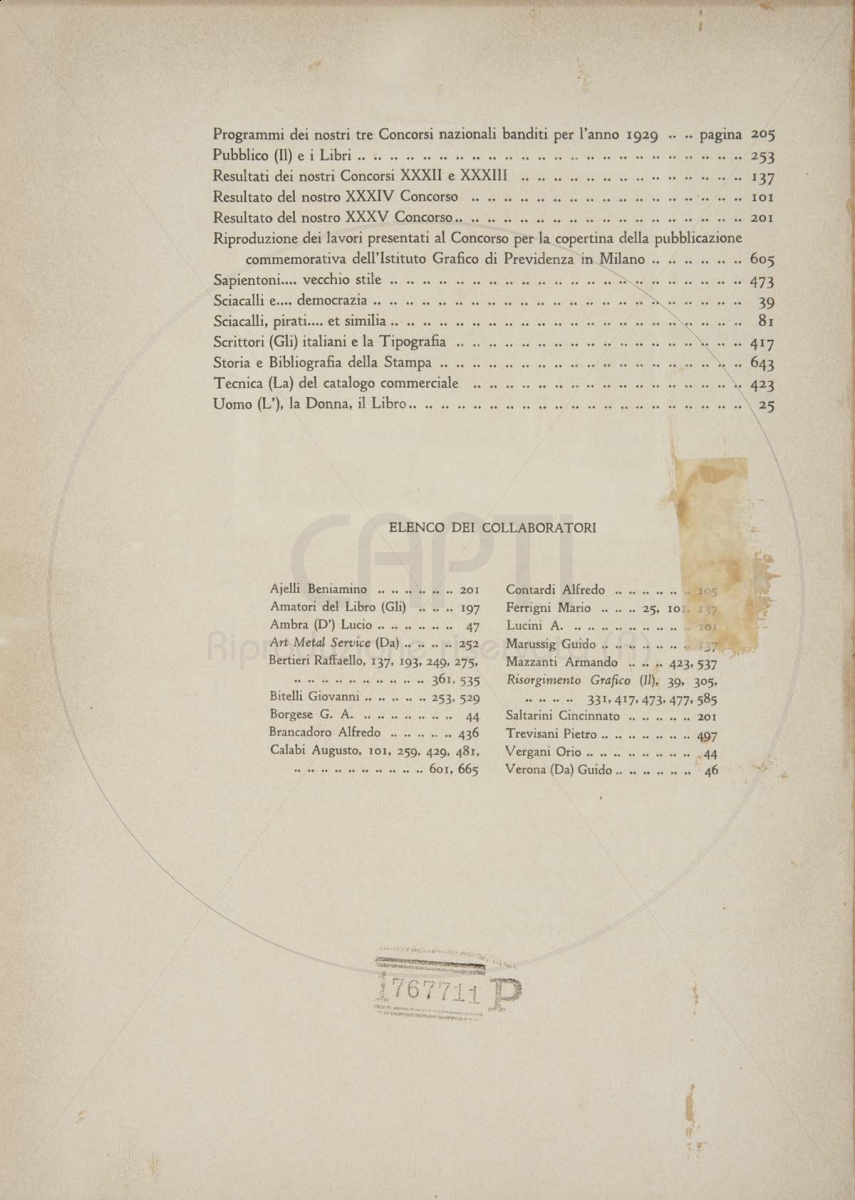 Programmi dei nostri tre Concorsi nazionali banditi per l'anno 1929 .. .. pagina 205
Pubblico (Il) e i Libri .. .. .. .. .. .. .. .. .. .. .. .. .. .. .. .. .. .. .. .. .. .. .. .. 253
Resultati dei nostri Concorsi XXXII e XXXIII .. .. .. .. .. .. .. .. .. .. .. .. .. .. 137
Resultato del nostro XXXIV Concorso .. .. .. .. .. .. .. .. .. .. .. .. .. .. .. .. .. 101
Resultato del nostro XXXV Concorso.. .. .. .. .. .. .. .. .. .. .. .. .. .. .. .. .. .. 201
Riproduzione dei lavori presentati al Concorso per la copertina della pubblicazione
commemorativa dell'Istituto Grafico di Previdenza in Milano .. .. .. .. .. .. 605
Sapientoni.... vecchio stile .. .. .. .. .. .. .. .. .. .. .. .. .. .. .. .. .. .. .. .. .. .. 473
Sciacalli e.... democrazia .. .. .. .. .. .. .. .. .. .. .. .. .. .. .. .. .. .. .. .. .. .. .. 39
Sciacalli, pirati.... et similia .. .. .. .. .. .. .. .. .. .. .. .. .. .. .. .. .. .. .. .. .. .. 81
Scrittori (Gli) italiani e la Tipografia .. .. .. .. .. .. .. .. .. .. .. .. .. .. .. .. .. .. 417
Storia e Bibliografia della Stampa .. .. .. .. .. .. .. .. .. .. .. .. .. .. .. .. .. .. .. 643
Tecnica (La) del catalogo commerciale .. .. .. .. .. .. .. .. .. .. .. .. .. .. .. .. .. 423
Uomo (L'), la Donna, il Libro.. .. .. .. .. .. .. .. .. .. .. .. .. .. .. .. .. .. .. .. .. 25
ELENCO DEI COLLABORATORI
Ajelli Beniamino .. .. .. .. .. .. 201
Amatori del Libro (Gli) .. .. .. 197
Ambra (D') Lucio .. .. .. .. .. .. 47
Art Metal Service (Da) .. .. .. .. 252
Bertieri Raffaello, 137, 193, 249, 275,
.. .. .. .. .. .. .. .. .. .. 361, 535
Bitelli Giovanni .. .. .. .. .. 253, 529
Borgese G. A. .. .. .. .. .. .. .. 44
Brancadoro Alfredo .. .. .. .. .. 436
Calabi Augusto, 101, 259, 429, 481,
.. .. .. .. .. .. .. .. .. .. 601, 665
Contardi Alfredo .. .. .. .. .. .. 105
Ferrigni Mario .. .. .. 25, 101, 137
Lucini A. .. .. .. .. .. .. .. .. .. 101
Marussig Guido .. .. .. .. .. .. .. 137
Mazzanti Armando .. .. .. 423, 537
Risorgimento Grafico (Il), 39, 305,
.. .. .. .. 331, 417, 473, 477, 585
Saltarini Cincinnato .. .. .. .. .. 201
Trevisani Pietro .. .. .. .. .. .. .. 497
Vergani Orio .. .. .. .. .. .. .. .. 44
Verona (Da) Guido .. .. .. .. .. .. 46
CAPTI
1767711 P